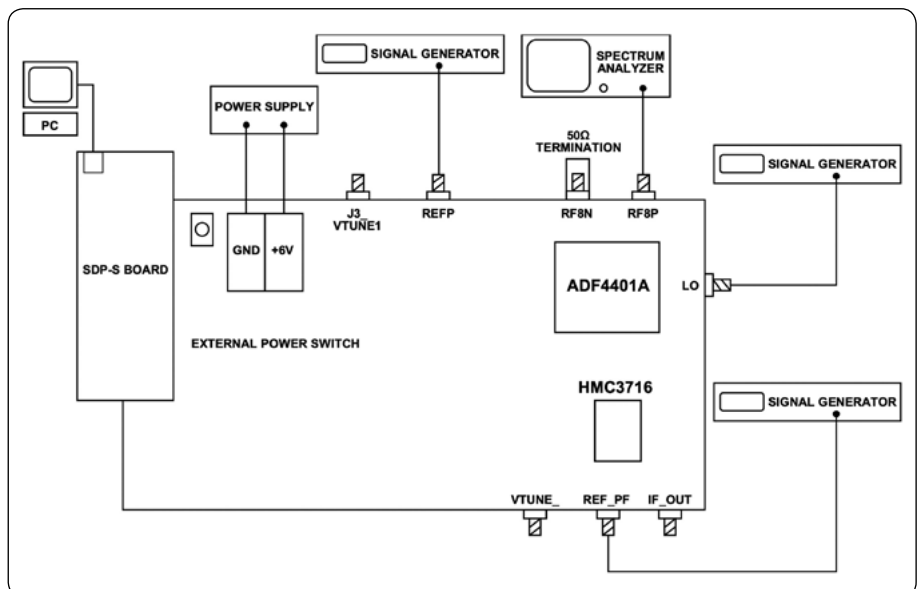 SIGNAL GENERATOR
SPECTRUM
ANALYZER
PC
POWER SUPPLY
50Ω
TERMINATION
SIGNAL GENERATOR
J3_
VTUNE1
REFP
RF8N
RF8P
GND
+6V
SDP-S BOARD
ADF4401A
LO
EXTERNAL POWER SWITCH
HMC3716
SIGNAL GENERATOR
VTUNE_
REF_PF
IF_OUT